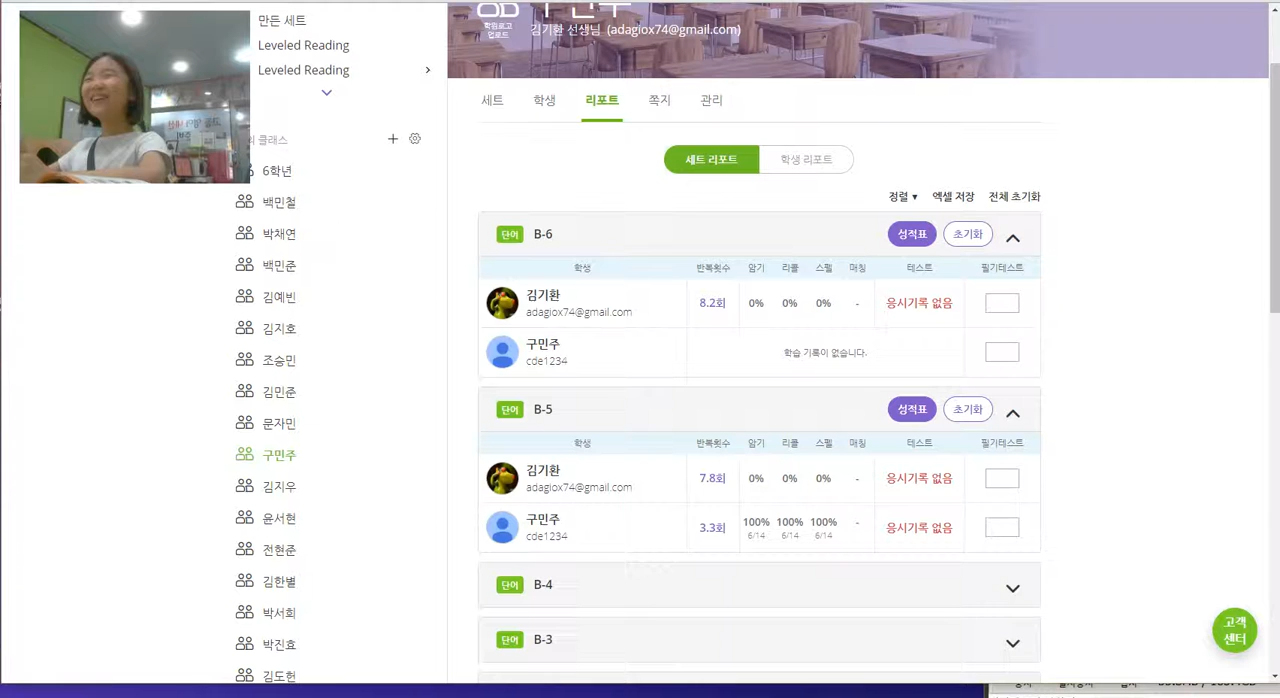 만든 세트
Leveled Reading
Leveled Reading
클래스
6학년
백민철
박채연
백민준
김예빈
김지호
조승민
김민준
문자민
구민주
김지우
윤서현
전현준
김한별
박서희
박진효
김도헌
학원로고
업로드
김기환 선생님 (adagiox74@gmail.com)
세트 학생 리포트 쪽지 관리
세트 리포트 학생 리포트
정렬 ▾ 엑셀 저장 전체 초기화
단어 B-6 성적표 초기화
학생 반복횟수 암기 리콜 스펠 매칭 테스트 필기테스트
김기환 8.2회 0% 0% 0% - 응시기록 없음
adagiox74@gmail.com
구민주 학습 기록이 없습니다.
cde1234
단어 B-5 성적표 초기화
학생 반복횟수 암기 리콜 스펠 매칭 테스트 필기테스트
김기환 7.8회 0% 0% 0% - 응시기록 없음
adagiox74@gmail.com
구민주 3.3회 100% 100% 100% - 응시기록 없음
cde1234 6/14 6/14 6/14
단어 B-4
단어 B-3
고객
센터